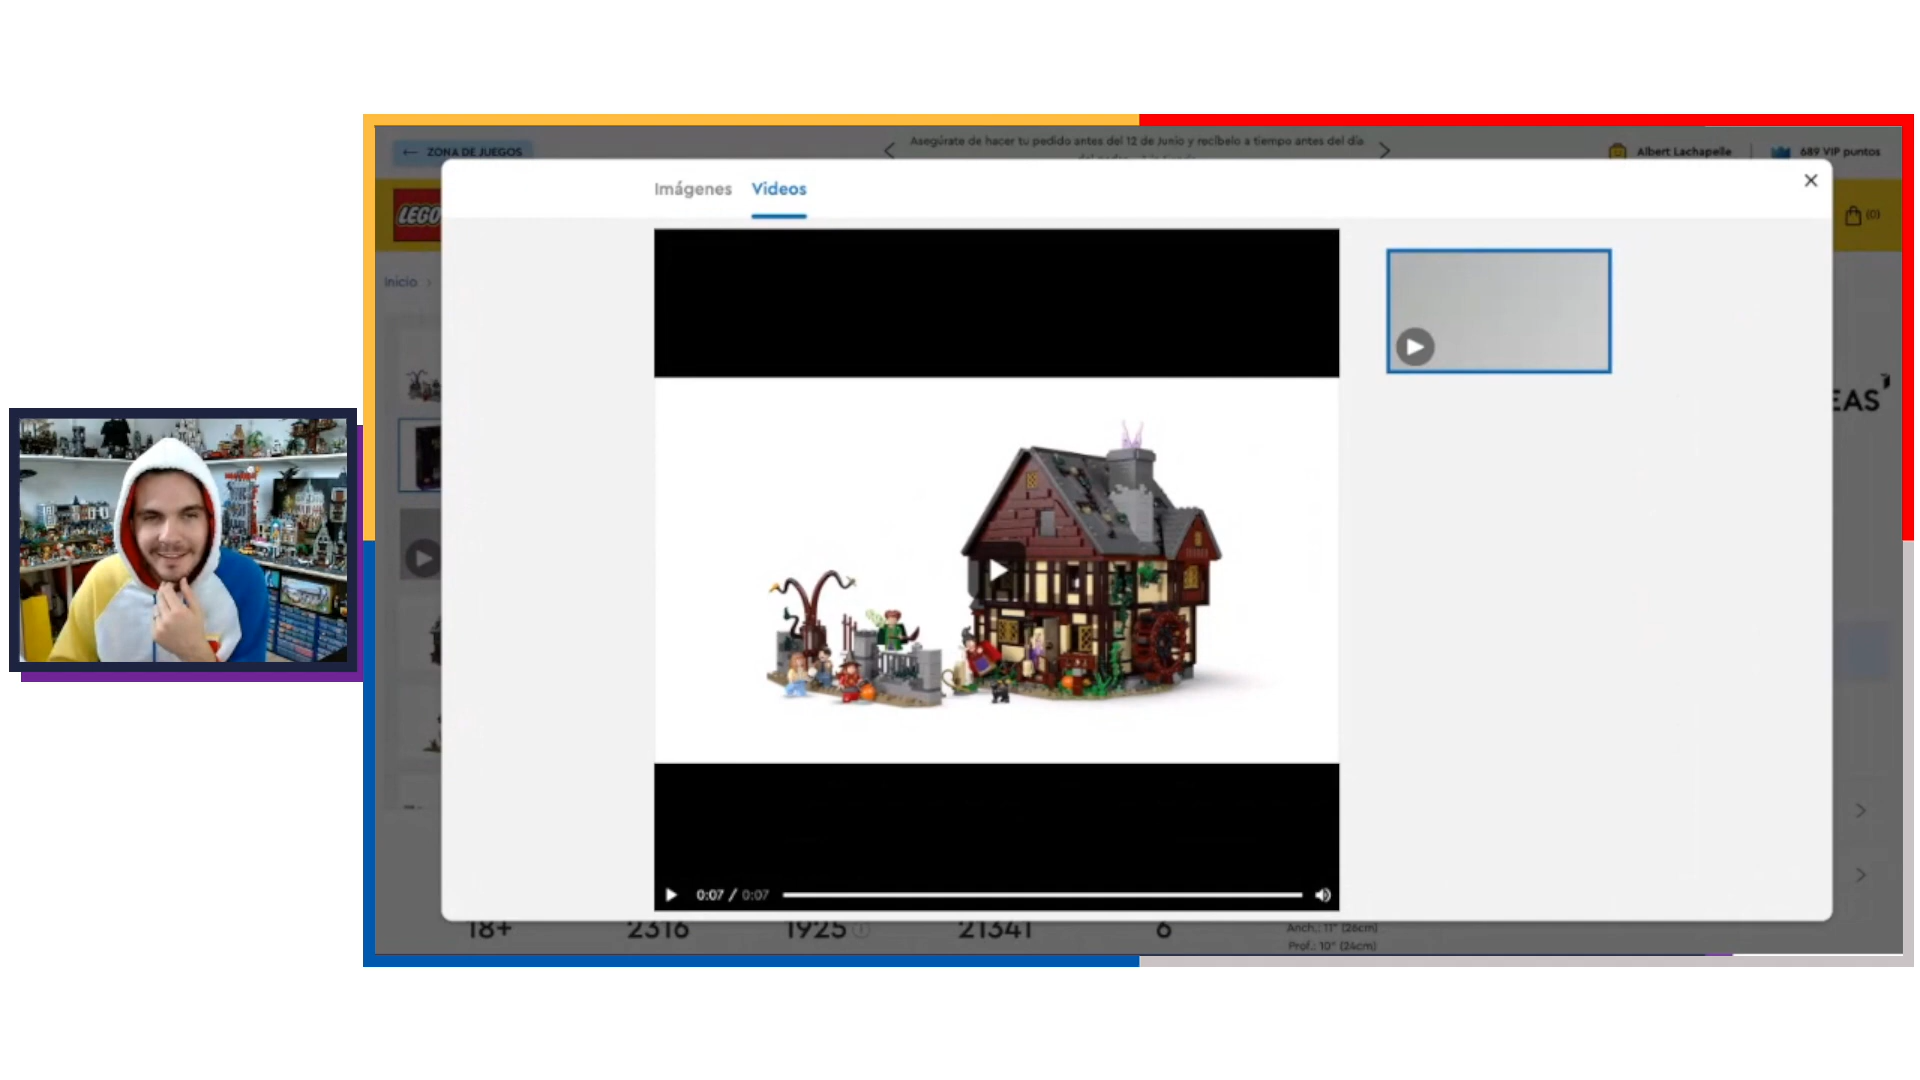 ← ZONA DE JUEGOS
Asegúrate de hacer tu pedido antes del 12 de Junio y recíbelo a tiempo antes del día
Albert Lachapelle
689 VIP puntos
LEGO
Imágenes
Videos
(0)
Inicio
EAS
0:07 / 0:07
18+
2316
1925
21341
6
Anch.: 11" (26cm)
Prof.: 10" (24cm)